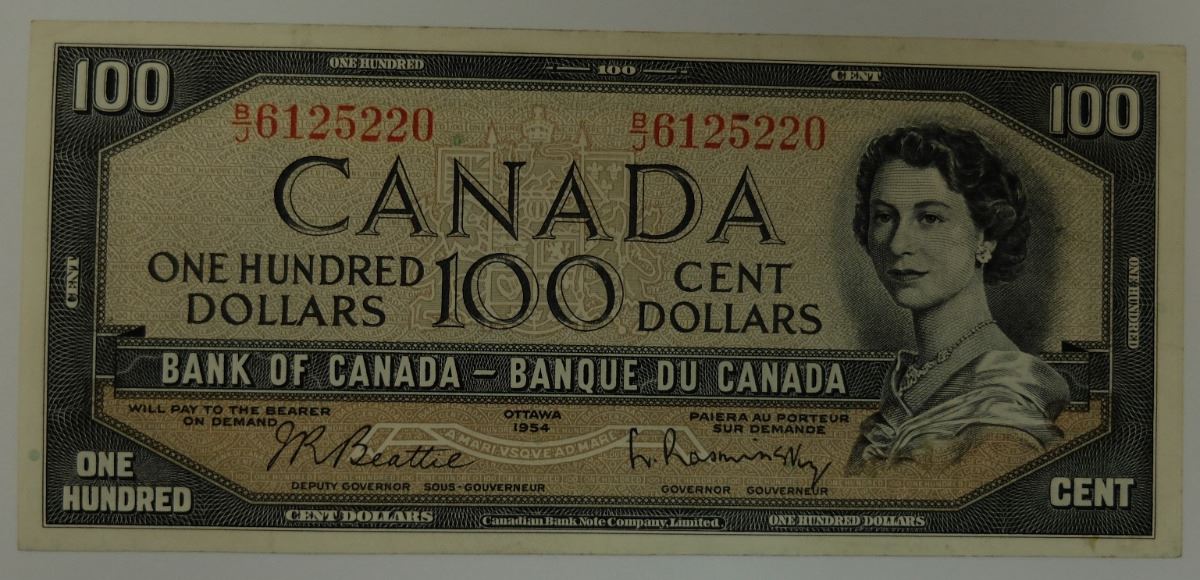 ONE HUNDRED 100 CENT
100 100
B/J 6125220 B/J 6125220
CANADA
ONE HUNDRED DOLLARS 100 CENT DOLLARS
CENT
ONE HUNDRED
BANK OF CANADA – BANQUE DU CANADA
WILL PAY TO THE BEARER
ON DEMAND
OTTAWA
1954
PAIERA AU PORTEUR
SUR DEMANDE
A MARI VSQVE AD MARE
J.R. Beattie
L. Rasminsky
DEPUTY GOVERNOR SOUS-GOUVERNEUR
GOVERNOR GOUVERNEUR
ONE
HUNDRED
CENT
CENT DOLLARS Canadian Bank Note Company, Limited. ONE HUNDRED DOLLARS